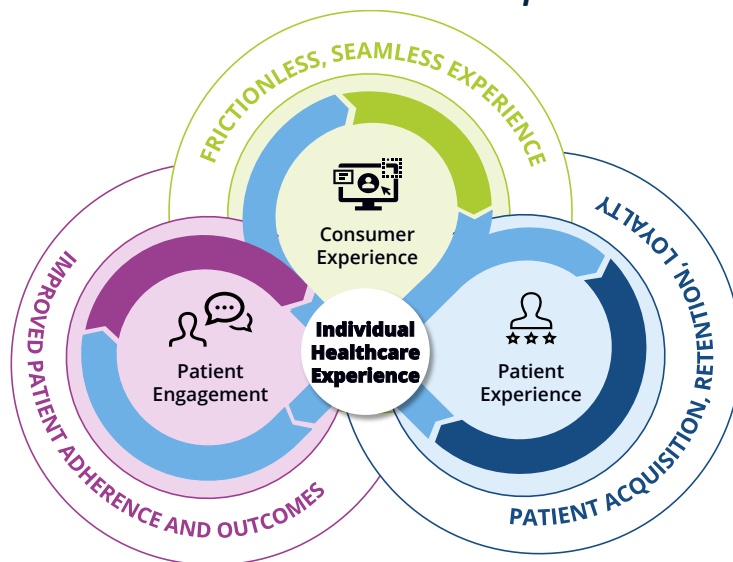 FRICTIONLESS, SEAMLESS EXPERIENCE
Consumer
Experience
IMPROVED PATIENT ADHERENCE AND OUTCOMES
Patient
Engagement
Individual
Healthcare
Experience
Patient
Experience
PATIENT ACQUISITION, RETENTION, LOYALTY